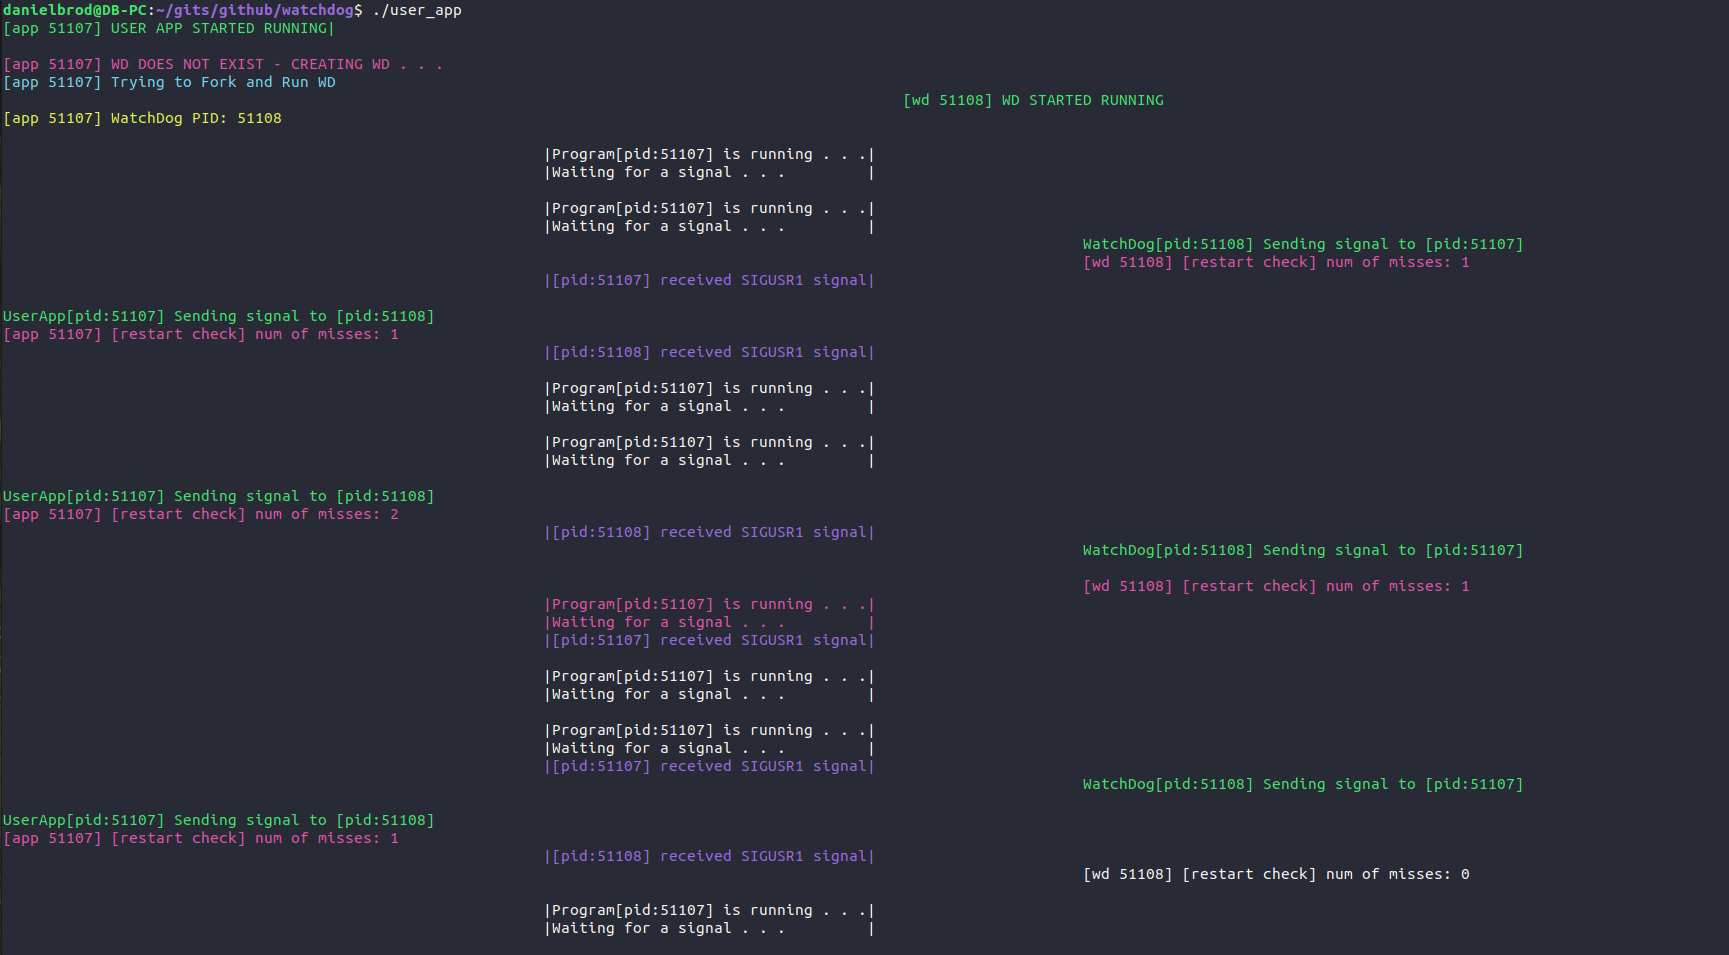 danielbrod@DB-PC:~/gits/github/watchdog$ ./user_app
[app 51107] USER APP STARTED RUNNING|
[app 51107] WD DOES NOT EXIST - CREATING WD . . .
[app 51107] Trying to Fork and Run WD
[wd 51108] WD STARTED RUNNING
[app 51107] WatchDog PID: 51108
|Program[pid:51107] is running . . .|
|Waiting for a signal . . .         |
|Program[pid:51107] is running . . .|
|Waiting for a signal . . .         |
WatchDog[pid:51108] Sending signal to [pid:51107]
[wd 51108] [restart check] num of misses: 1
|[pid:51107] received SIGUSR1 signal|
UserApp[pid:51107] Sending signal to [pid:51108]
[app 51107] [restart check] num of misses: 1
|[pid:51108] received SIGUSR1 signal|
|Program[pid:51107] is running . . .|
|Waiting for a signal . . .         |
|Program[pid:51107] is running . . .|
|Waiting for a signal . . .         |
UserApp[pid:51107] Sending signal to [pid:51108]
[app 51107] [restart check] num of misses: 2
|[pid:51108] received SIGUSR1 signal|
WatchDog[pid:51108] Sending signal to [pid:51107]
[wd 51108] [restart check] num of misses: 1
|Program[pid:51107] is running . . .|
|Waiting for a signal . . .         |
|[pid:51107] received SIGUSR1 signal|
|Program[pid:51107] is running . . .|
|Waiting for a signal . . .         |
|Program[pid:51107] is running . . .|
|Waiting for a signal . . .         |
|[pid:51107] received SIGUSR1 signal|
WatchDog[pid:51108] Sending signal to [pid:51107]
UserApp[pid:51107] Sending signal to [pid:51108]
[app 51107] [restart check] num of misses: 1
|[pid:51108] received SIGUSR1 signal|
[wd 51108] [restart check] num of misses: 0
|Program[pid:51107] is running . . .|
|Waiting for a signal . . .         |